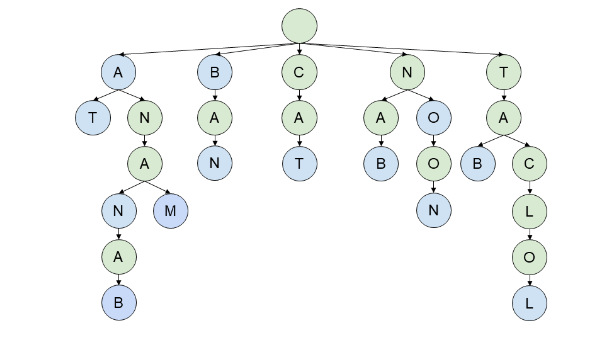 A B C N T
T N A A A O A
A N T B O B C
N M N L
A O
B L